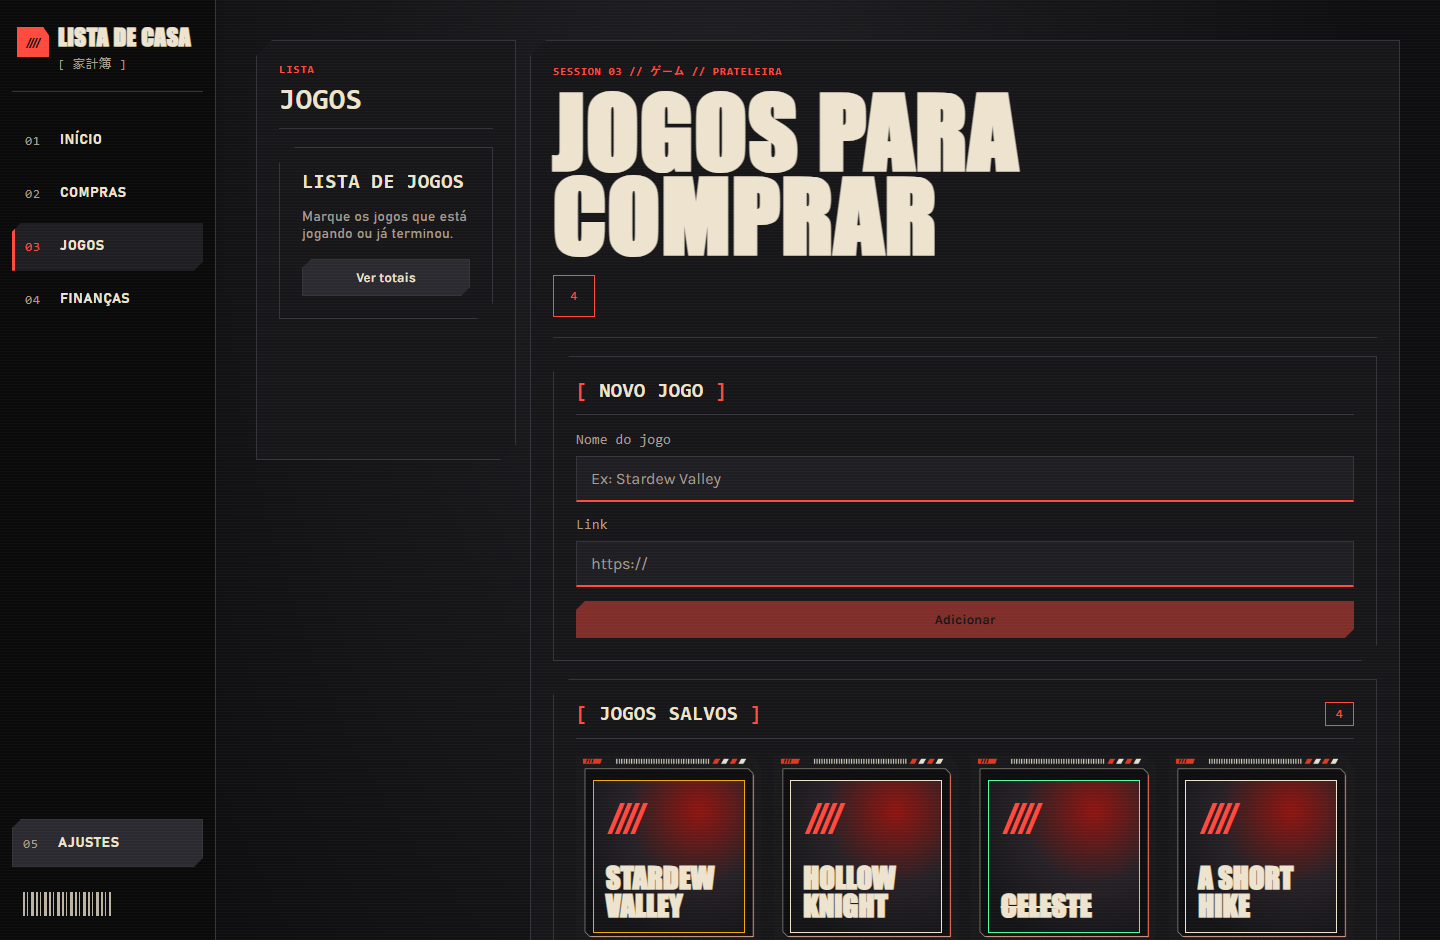 LISTA DE CASA
[ 家計簿 ]
01 INÍCIO
02 COMPRAS
03 JOGOS
04 FINANÇAS
05 AJUSTES
LISTA
JOGOS
LISTA DE JOGOS
Marque os jogos que está
jogando ou já terminou.
Ver totais
SESSION 03 // ゲーム // PRATELEIRA
JOGOS PARA
COMPRAR
4
[ NOVO JOGO ]
Nome do jogo
Ex: Stardew Valley
Link
https://
Adicionar
[ JOGOS SALVOS ]
4
STARDEW
VALLEY
HOLLOW
KNIGHT
CELESTE
A SHORT
HIKE